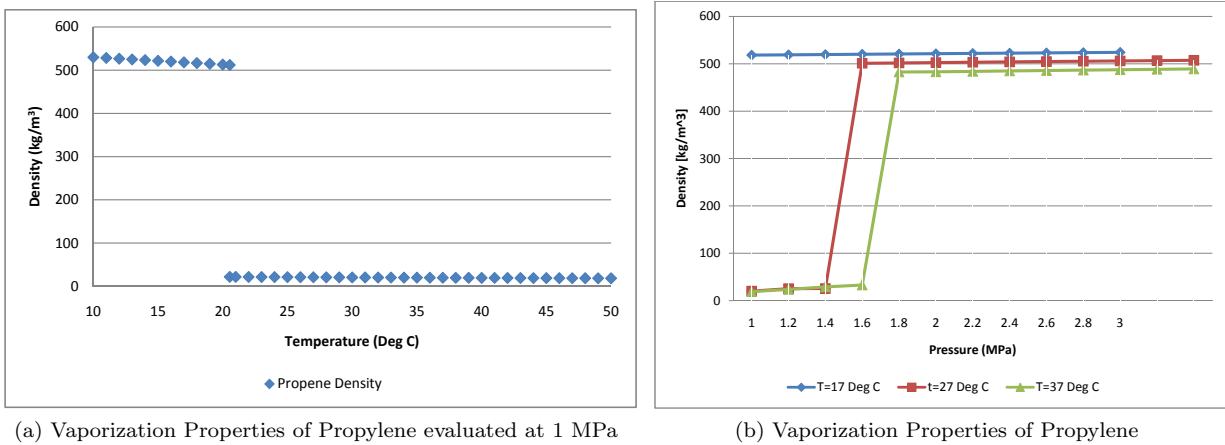 600
500
400
300
200
100
0
Density (kg/m³)
10 15 20 25 30 35 40 45 50
Temperature (Deg C)
Propene Density
(a) Vaporization Properties of Propylene evaluated at 1 MPa
600
500
400
300
200
100
0
Density [kg/m^3]
1 1.2 1.4 1.6 1.8 2 2.2 2.4 2.6 2.8 3
Pressure (MPa)
T=17 Deg C t=27 Deg C T=37 Deg C
(b) Vaporization Properties of Propylene